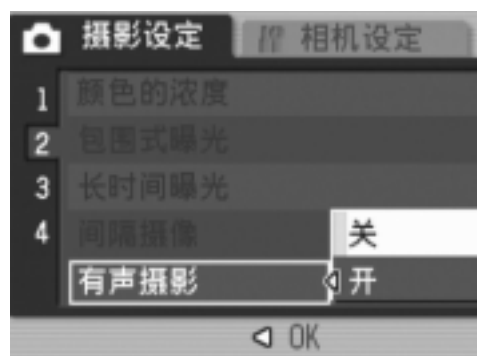 摄影设定 相机设定
1 颜色的浓度
2 包围式曝光
3 长时间曝光
4 间隔摄像 关
有声摄影 开
OK